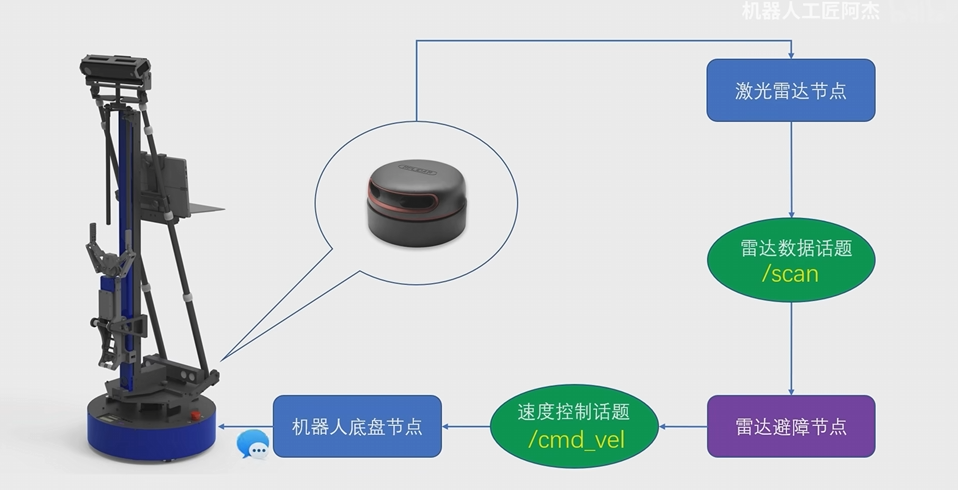 机器人工匠阿杰
激光雷达节点
雷达数据话题
/scan
雷达避障节点
速度控制话题
/cmd_vel
机器人底盘节点